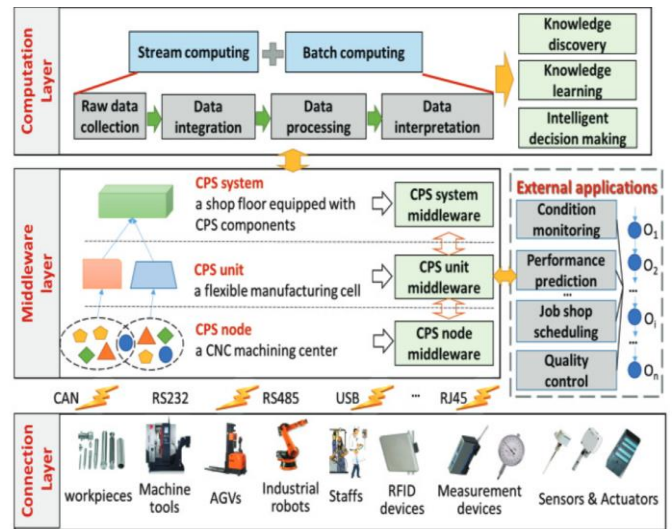 Computation
Layer
Stream computing
Batch computing
Raw data
collection
Data
integration
Data
processing
Data
interpretation
Knowledge
discovery
Knowledge
learning
Intelligent
decision making
Middleware
layer
CPS system
a shop floor equipped with
CPS components
CPS system
middleware
CPS unit
a flexible manufacturing cell
CPS unit
middleware
CPS node
a CNC machining center
CPS node
middleware
External applications
Condition
monitoring
Performance
prediction
...
Job shop
scheduling
Quality
control
O1
O2
...
Oi
...
On
CAN
RS232
RS485
USB
...
RJ45
Connection
Layer
workpieces
Machine
tools
AGVs
Industrial
robots
Staffs
RFID
devices
Measurement
devices
Sensors & Actuators